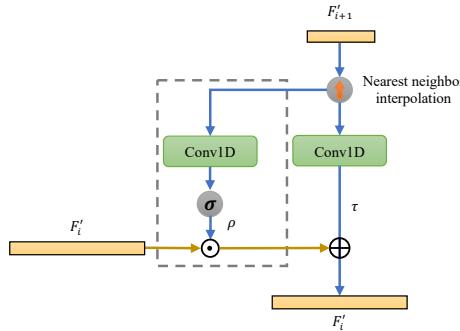 F'ᵢ₊₁
Nearest neighbo
interpolation
Conv1D
Conv1D
σ
F'ᵢ
ρ
τ
F'ᵢ